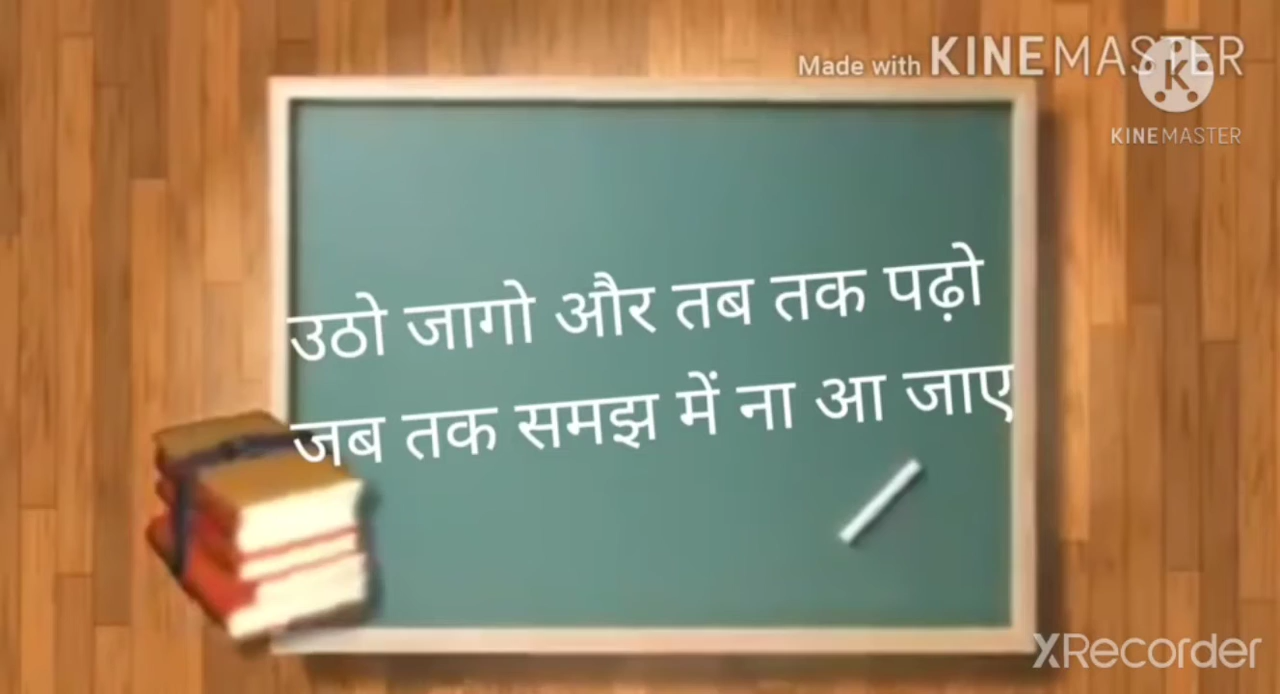 Made with KINEMASTER
K
KINEMASTER
उठो जागो और तब तक पढ़ो
जब तक समझ में ना आ जाए
XRecorder